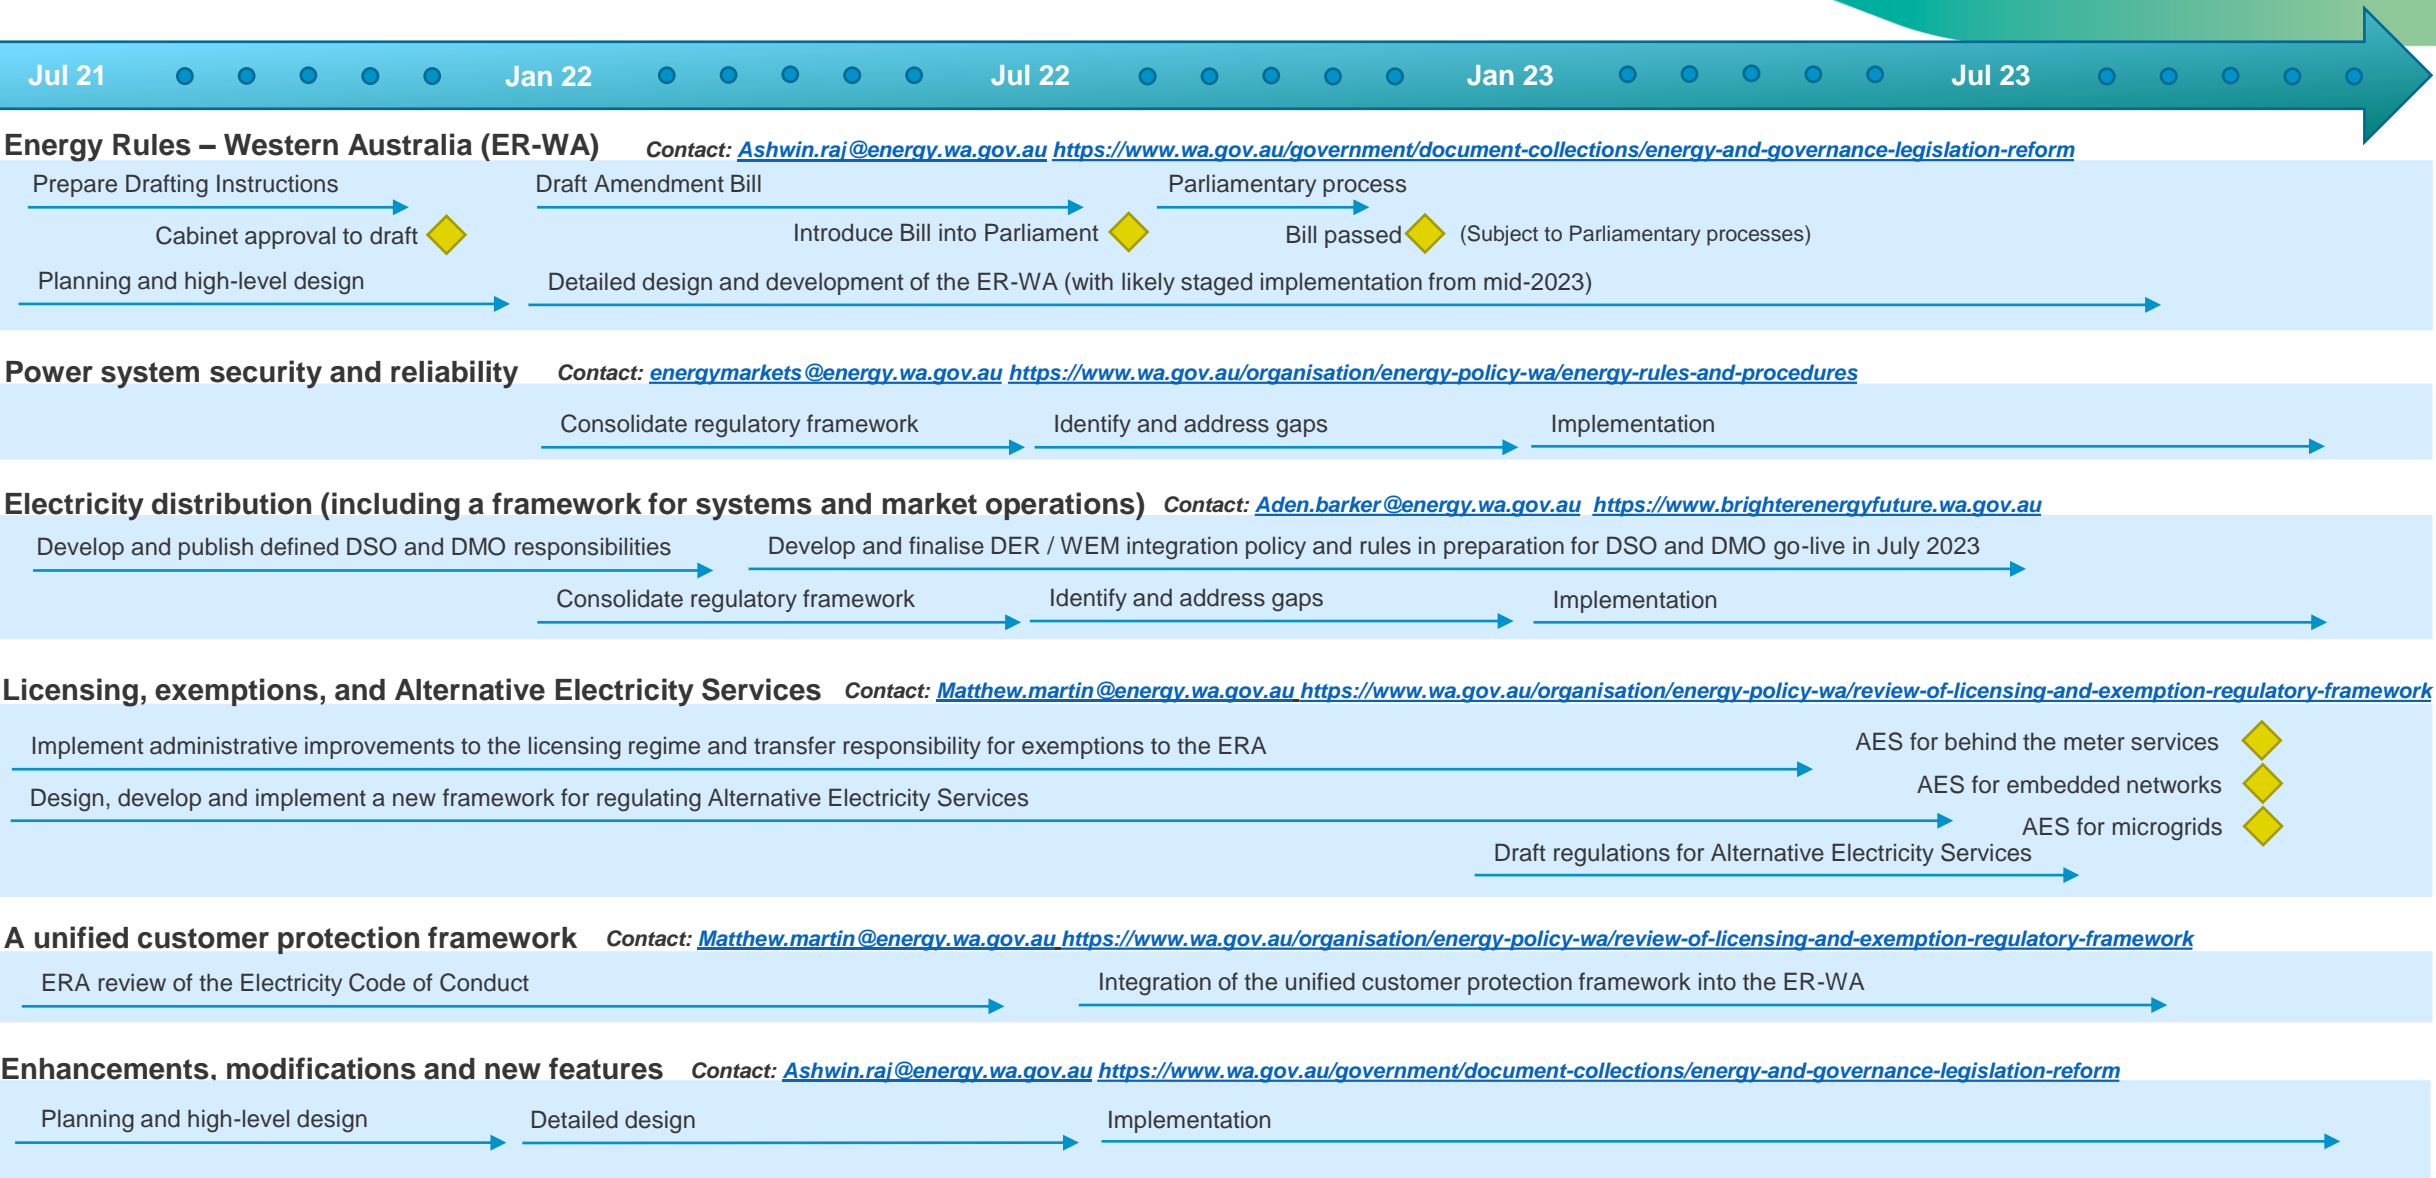 Jul 21 Jan 22 Jul 22 Jan 23 Jul 23
Energy Rules – Western Australia (ER-WA) Contact: Ashwin.raj@energy.wa.gov.au https://www.wa.gov.au/government/document-collections/energy-and-governance-legislation-reform
Prepare Drafting Instructions Draft Amendment Bill Parliamentary process
Cabinet approval to draft Introduce Bill into Parliament Bill passed (Subject to Parliamentary processes)
Planning and high-level design Detailed design and development of the ER-WA (with likely staged implementation from mid-2023)
Power system security and reliability Contact: energymarkets@energy.wa.gov.au https://www.wa.gov.au/organisation/energy-policy-wa/energy-rules-and-procedures
Consolidate regulatory framework Identify and address gaps Implementation
Electricity distribution (including a framework for systems and market operations) Contact: Aden.barker@energy.wa.gov.au https://www.brighterenergyfuture.wa.gov.au
Develop and publish defined DSO and DMO responsibilities Develop and finalise DER / WEM integration policy and rules in preparation for DSO and DMO go-live in July 2023
Consolidate regulatory framework Identify and address gaps Implementation
Licensing, exemptions, and Alternative Electricity Services Contact: Matthew.martin@energy.wa.gov.au https://www.wa.gov.au/organisation/energy-policy-wa/review-of-licensing-and-exemption-regulatory-framework
Implement administrative improvements to the licensing regime and transfer responsibility for exemptions to the ERA AES for behind the meter services
Design, develop and implement a new framework for regulating Alternative Electricity Services AES for embedded networks
AES for microgrids
Draft regulations for Alternative Electricity Services
A unified customer protection framework Contact: Matthew.martin@energy.wa.gov.au https://www.wa.gov.au/organisation/energy-policy-wa/review-of-licensing-and-exemption-regulatory-framework
ERA review of the Electricity Code of Conduct Integration of the unified customer protection framework into the ER-WA
Enhancements, modifications and new features Contact: Ashwin.raj@energy.wa.gov.au https://www.wa.gov.au/government/document-collections/energy-and-governance-legislation-reform
Planning and high-level design Detailed design Implementation